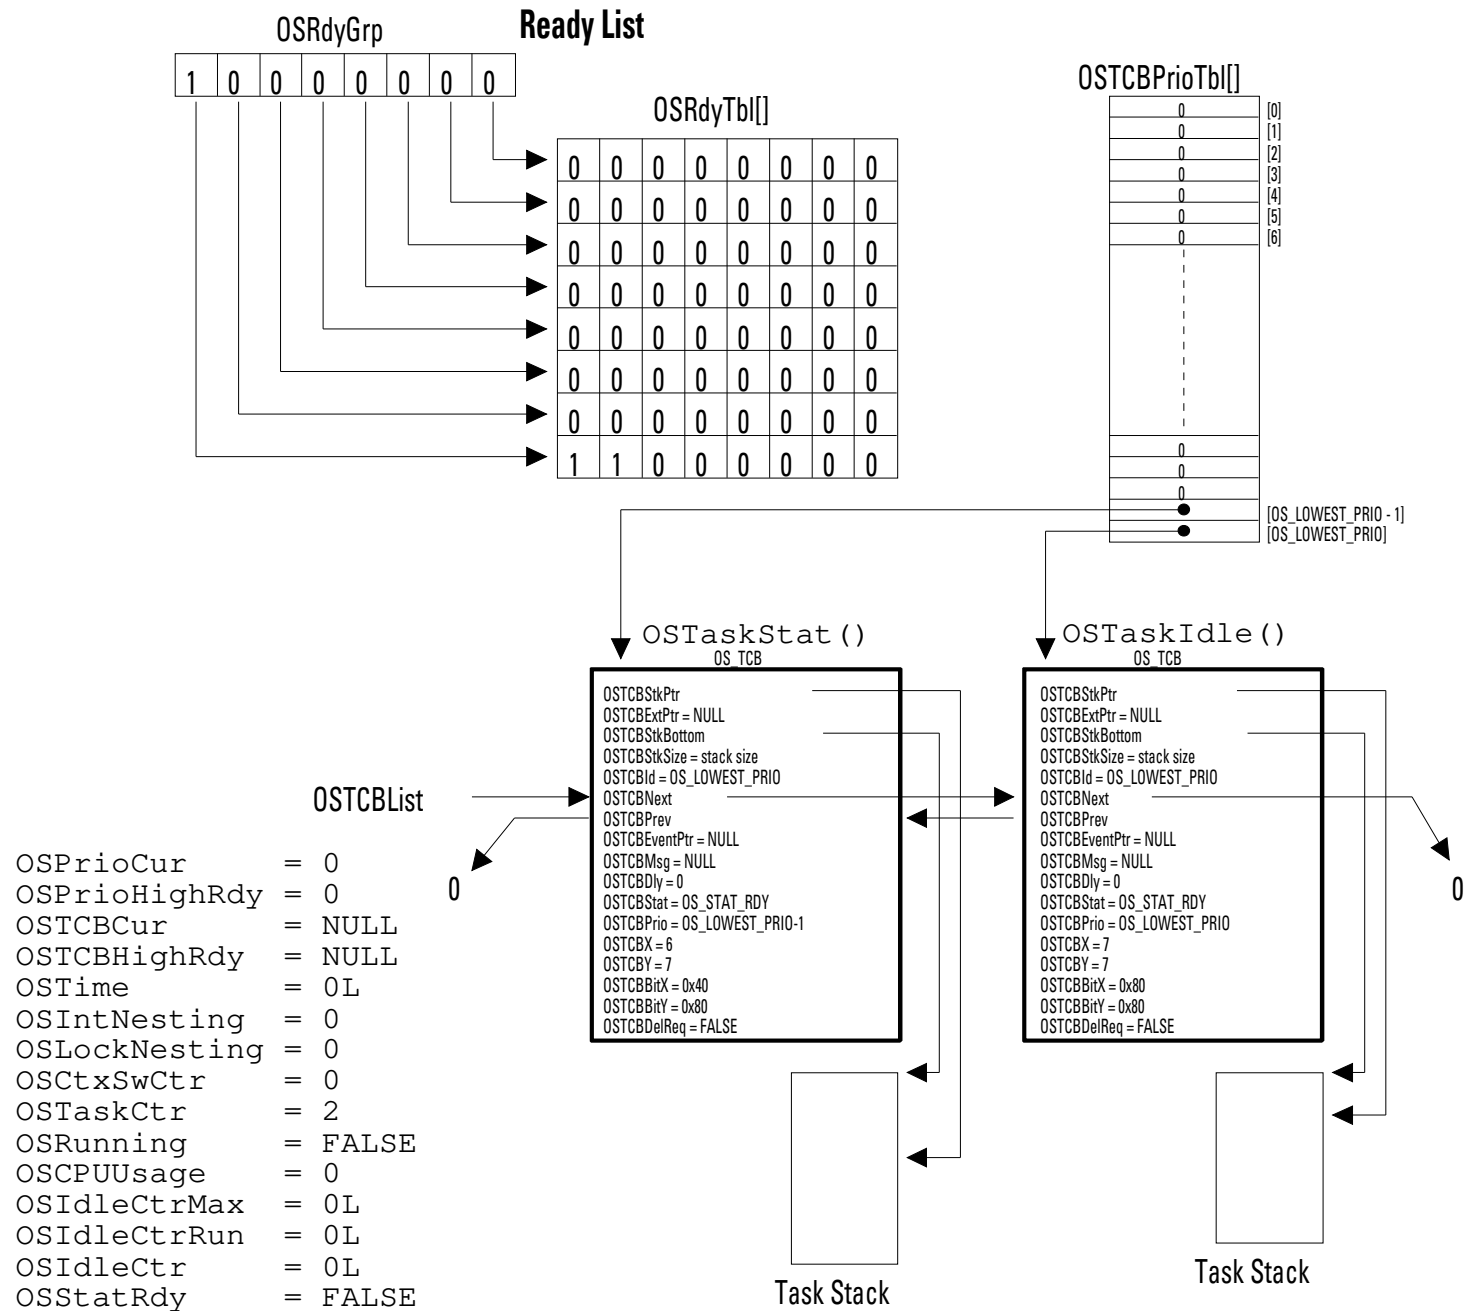 Ready List
OSRdyGrp
1 0 0 0 0 0 0 0
OSRdyTbl[]
0 0 0 0 0 0 0 0
0 0 0 0 0 0 0 0
0 0 0 0 0 0 0 0
0 0 0 0 0 0 0 0
0 0 0 0 0 0 0 0
0 0 0 0 0 0 0 0
0 0 0 0 0 0 0 0
1 1 0 0 0 0 0 0
OSTCBPrioTbl[]
0 [0]
0 [1]
0 [2]
0 [3]
0 [4]
0 [5]
0 [6]
0
0
0
[OS_LOWEST_PRIO - 1]
[OS_LOWEST_PRIO]
OSTaskStat()
OS_TCB
OSTCBStkPtr
OSTCBExtPtr = NULL
OSTCBStkBottom
OSTCBStkSize = stack size
OSTCBId = OS_LOWEST_PRIO
OSTCBNext
OSTCBPrev
OSTCBEventPtr = NULL
OSTCBMsg = NULL
OSTCBDly = 0
OSTCBStat = OS_STAT_RDY
OSTCBPrio = OS_LOWEST_PRIO-1
OSTCBX = 6
OSTCBY = 7
OSTCBBitX = 0x40
OSTCBBitY = 0x80
OSTCBDelReq = FALSE
OSTaskIdle()
OS_TCB
OSTCBStkPtr
OSTCBExtPtr = NULL
OSTCBStkBottom
OSTCBStkSize = stack size
OSTCBId = OS_LOWEST_PRIO
OSTCBNext
OSTCBPrev
OSTCBEventPtr = NULL
OSTCBMsg = NULL
OSTCBDly = 0
OSTCBStat = OS_STAT_RDY
OSTCBPrio = OS_LOWEST_PRIO
OSTCBX = 7
OSTCBY = 7
OSTCBBitX = 0x80
OSTCBBitY = 0x80
OSTCBDelReq = FALSE
OSTCBList
0
0
OSPrioCur = 0
OSPrioHighRdy = 0
OSTCBCur = NULL
OSTCBHighRdy = NULL
OSTime = 0L
OSIntNesting = 0
OSLockNesting = 0
OSCtxSwCtr = 0
OSTaskCtr = 2
OSRunning = FALSE
OSCPUUsage = 0
OSIdleCtrMax = 0L
OSIdleCtrRun = 0L
OSIdleCtr = 0L
OSStatRdy = FALSE
Task Stack
Task Stack